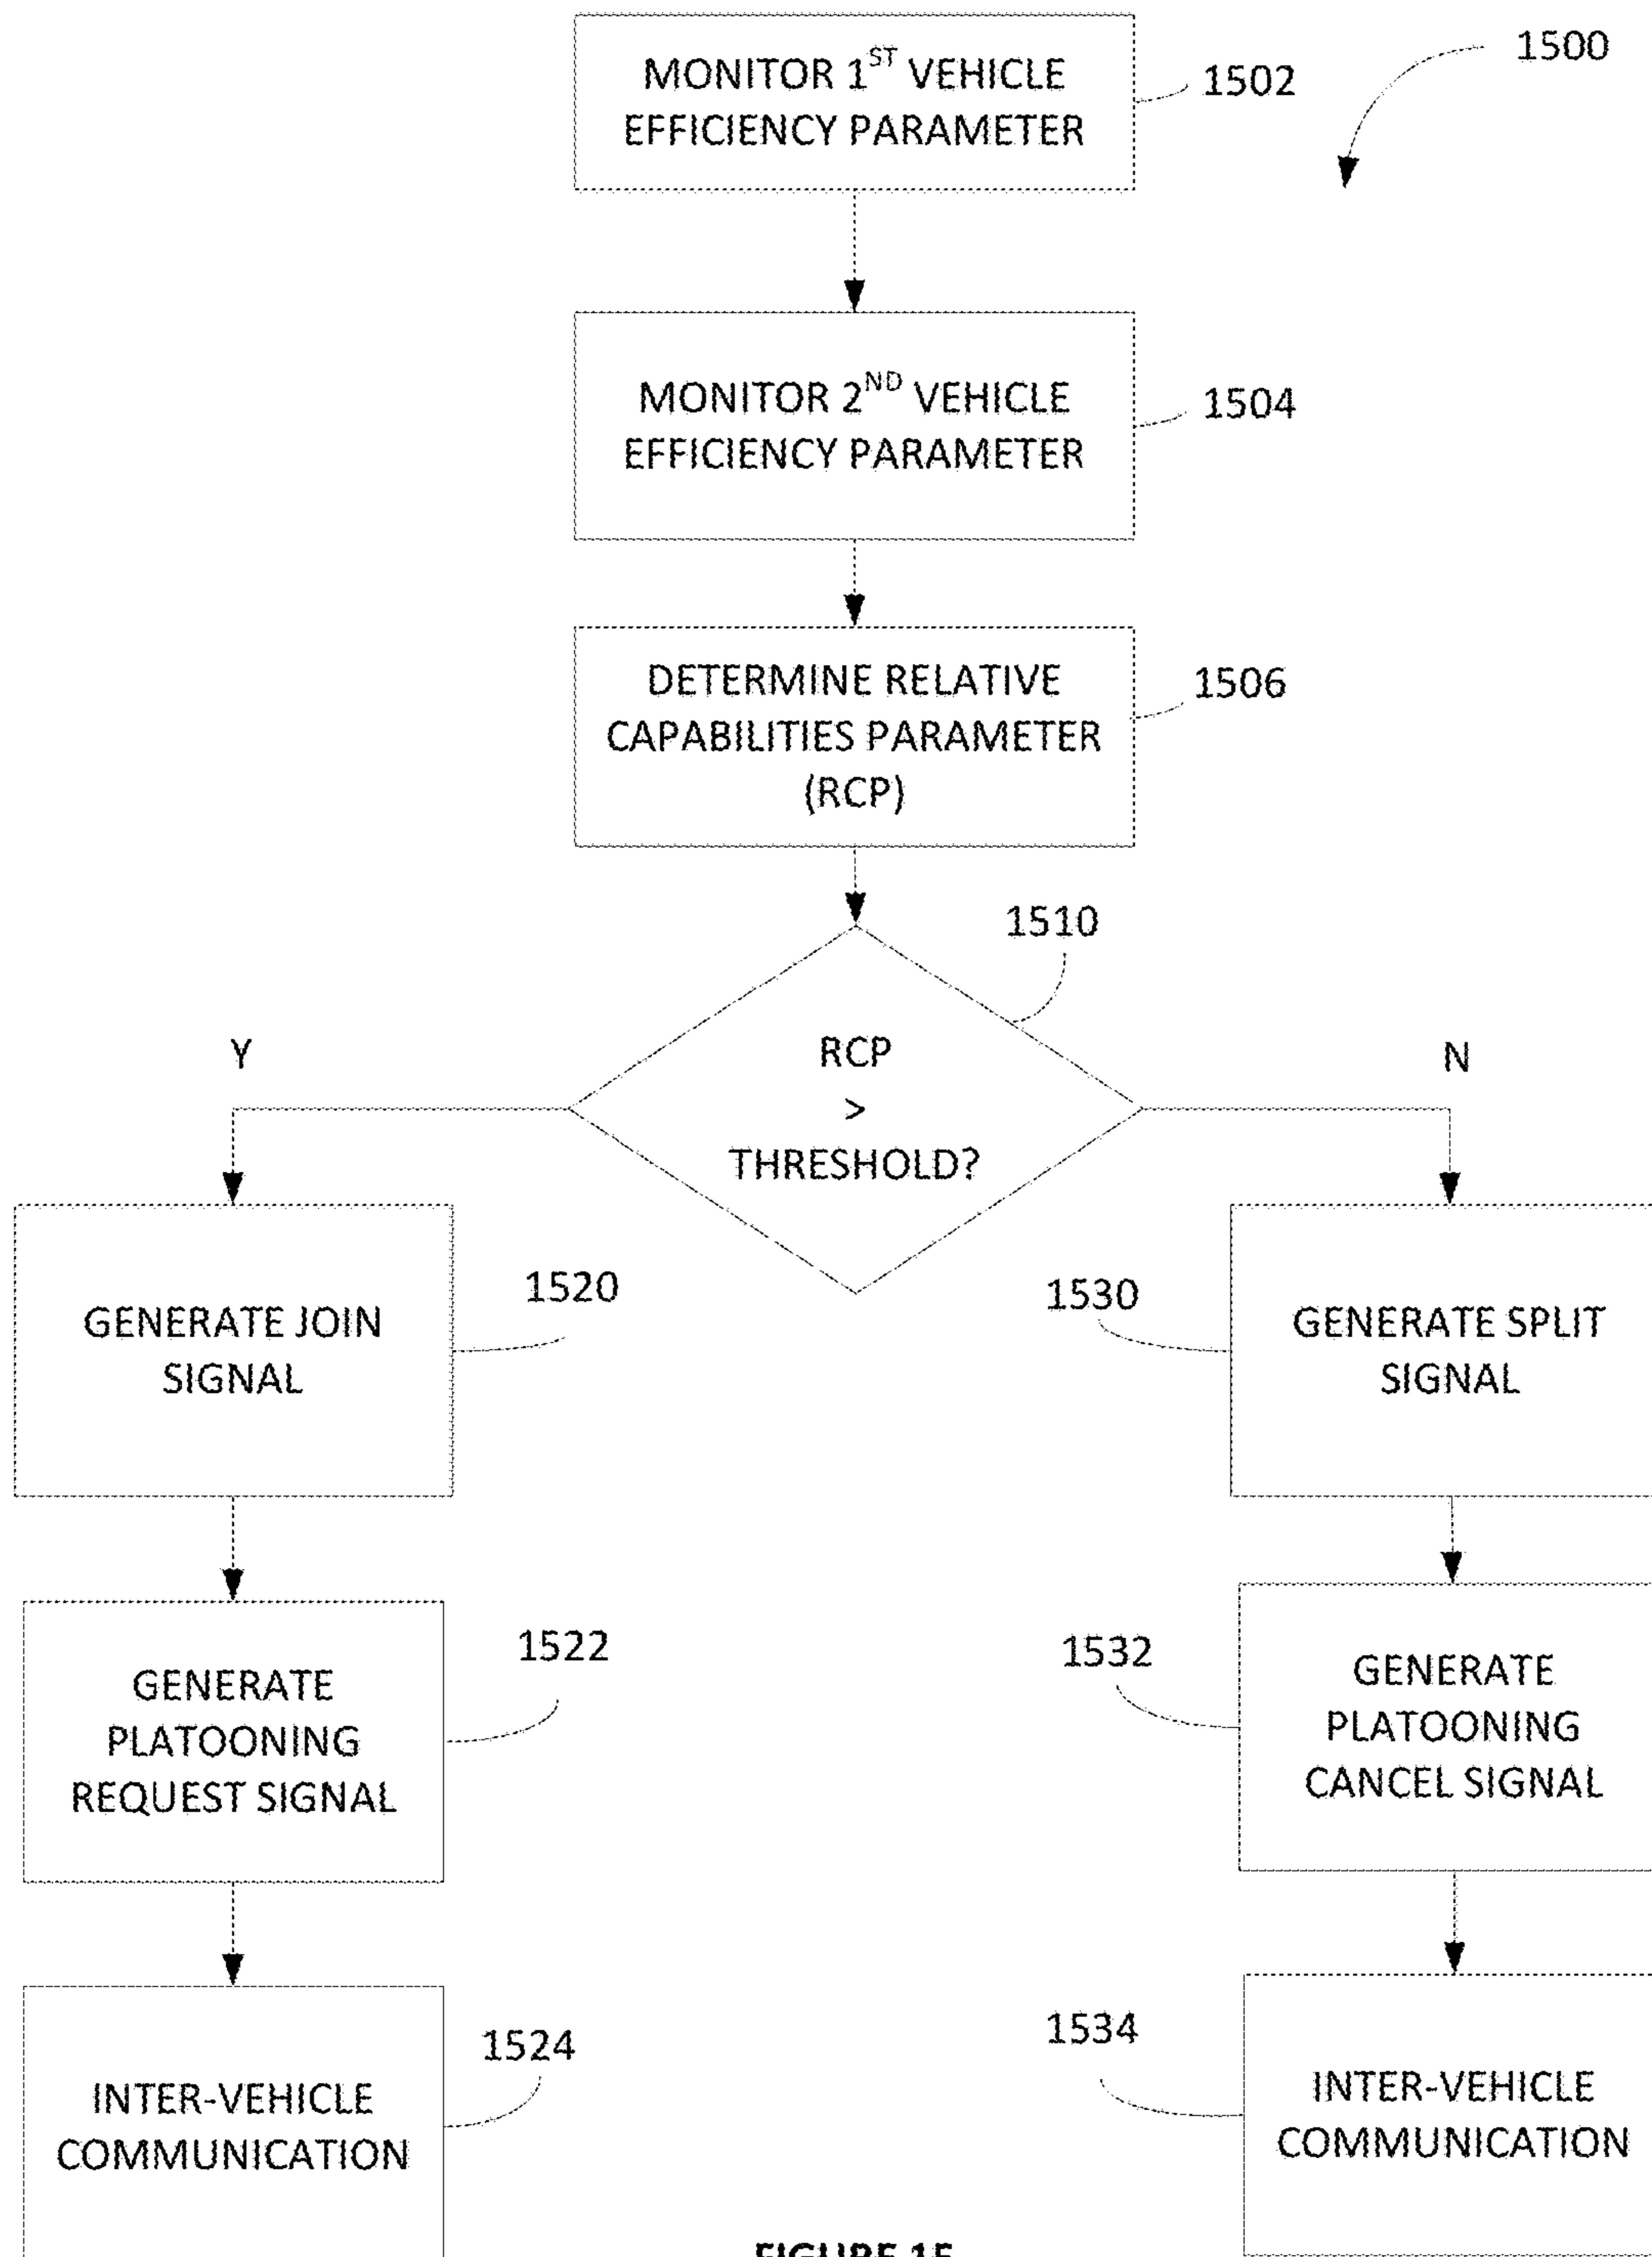 MONITOR 1ST VEHICLE
EFFICIENCY PARAMETER
1502
1500
MONITOR 2ND VEHICLE
EFFICIENCY PARAMETER
1504
DETERMINE RELATIVE
CAPABILITIES PARAMETER
(RCP)
1506
1510
RCP
>
THRESHOLD?
Y
N
GENERATE JOIN
SIGNAL
1520
1530
GENERATE SPLIT
SIGNAL
GENERATE
PLATOONING
REQUEST SIGNAL
1522
1532
GENERATE
PLATOONING
CANCEL SIGNAL
INTER-VEHICLE
COMMUNICATION
1524
1534
INTER-VEHICLE
COMMUNICATION
FIGURE